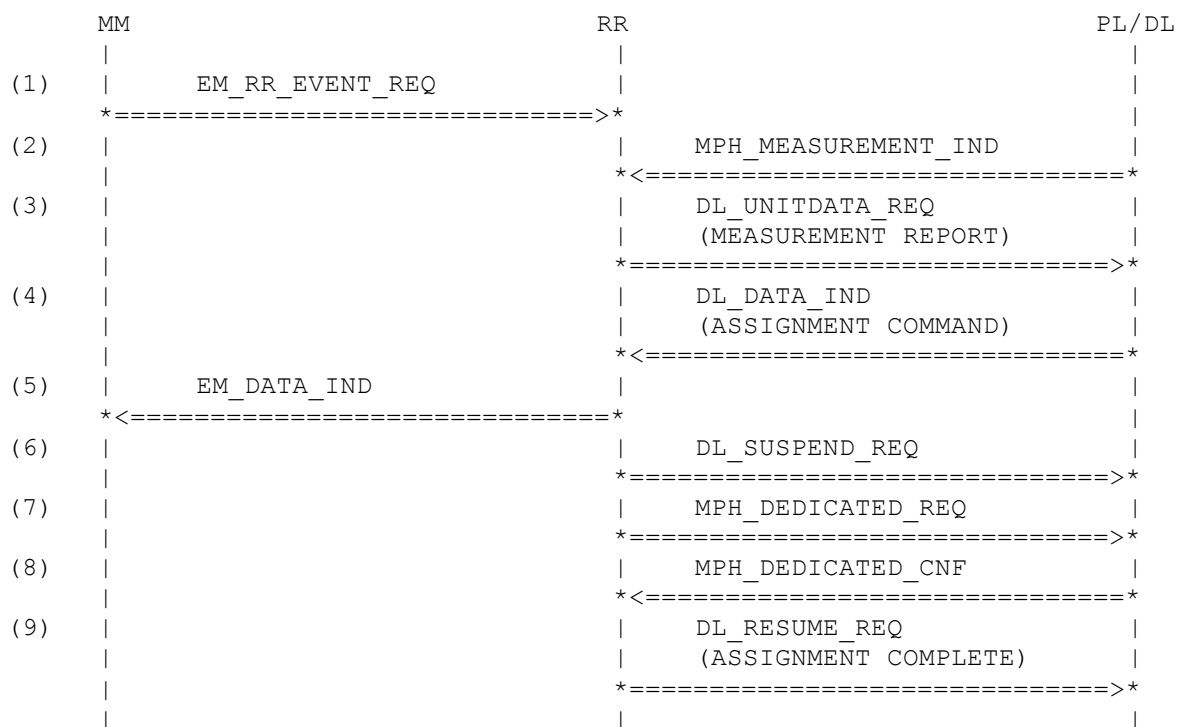 MM RR PL/DL
(1) EM_RR_EVENT_REQ
(2) MPH_MEASUREMENT_IND
(3) DL_UNITDATA_REQ
(MEASUREMENT REPORT)
(4) DL_DATA_IND
(ASSIGNMENT COMMAND)
(5) EM_DATA_IND
(6) DL_SUSPEND_REQ
(7) MPH_DEDICATED_REQ
(8) MPH_DEDICATED_CNF
(9) DL_RESUME_REQ
(ASSIGNMENT COMPLETE)